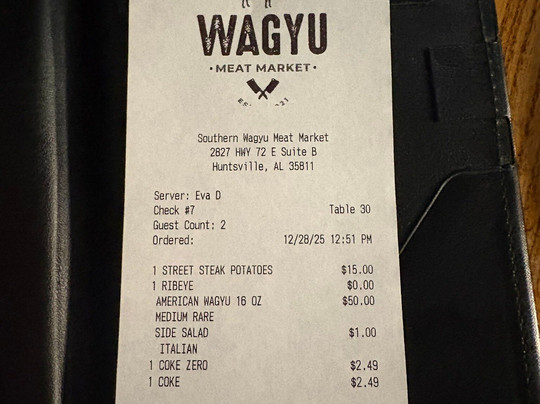 WAGYU
• MEAT MARKET •
Southern Wagyu Meat Market
2827 HWY 72 E Suite B
Huntsville, AL 35811
Server: Eva D
Check #7 Table 30
Guest Count: 2
Ordered: 12/28/25 12:51 PM
1 STREET STEAK POTATOES $15.00
1 RIBEYE $0.00
AMERICAN WAGYU 16 OZ $50.00
MEDIUM RARE
SIDE SALAD $1.00
ITALIAN
1 COKE ZERO $2.49
1 COKE $2.49